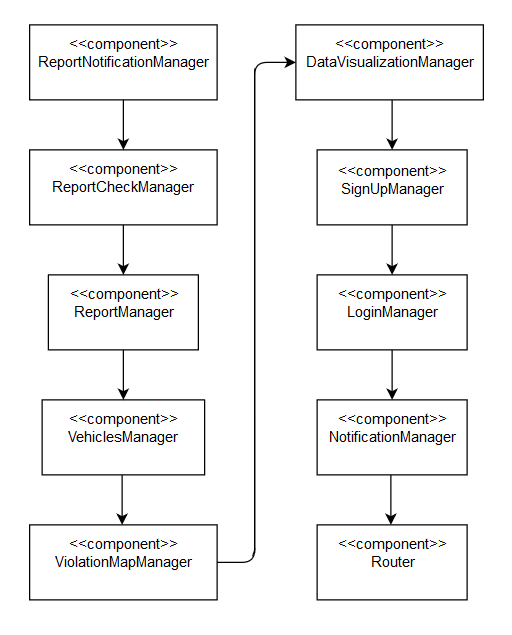 <<component>>
ReportNotificationManager
<<component>>
ReportCheckManager
<<component>>
ReportManager
<<component>>
VehiclesManager
<<component>>
ViolationMapManager
<<component>>
DataVisualizationManager
<<component>>
SignUpManager
<<component>>
LoginManager
<<component>>
NotificationManager
<<component>>
Router